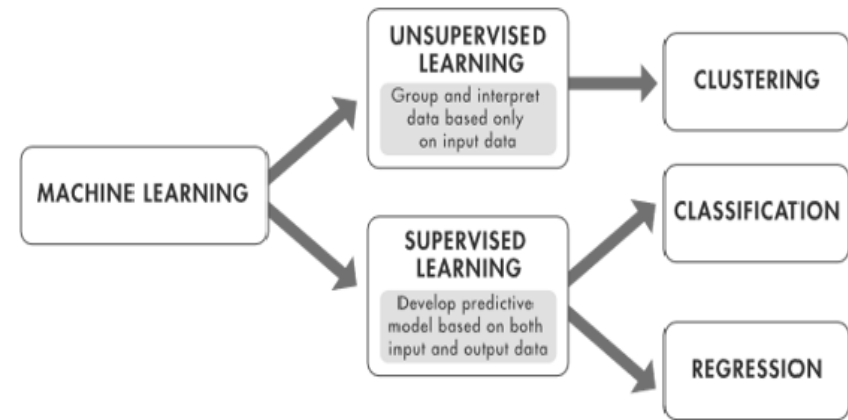 UNSUPERVISED
LEARNING
Group and interpret
data based only
on input data
CLUSTERING
MACHINE LEARNING
SUPERVISED
LEARNING
Develop predictive
model based on both
input and output data
CLASSIFICATION
REGRESSION